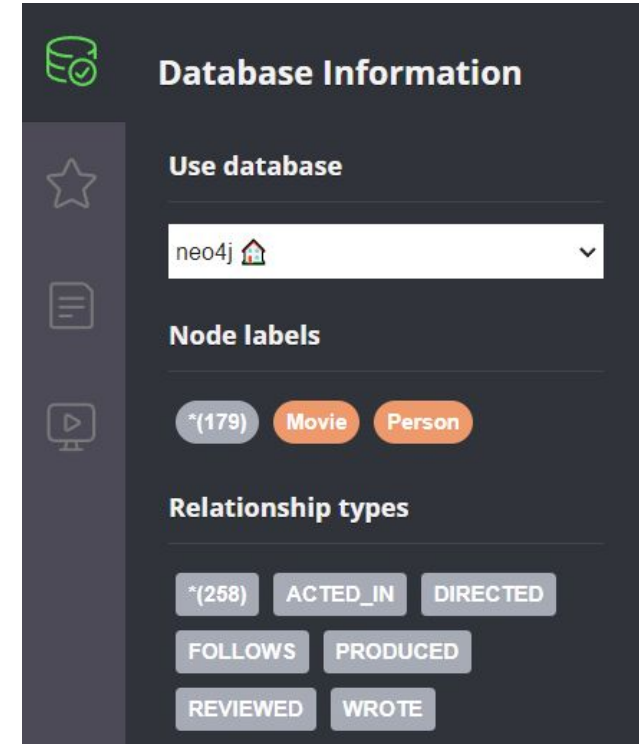 Database Information
Use database
neo4j 🏠
Node labels
*(179) Movie Person
Relationship types
*(258) ACTED_IN DIRECTED
FOLLOWS PRODUCED
REVIEWED WROTE